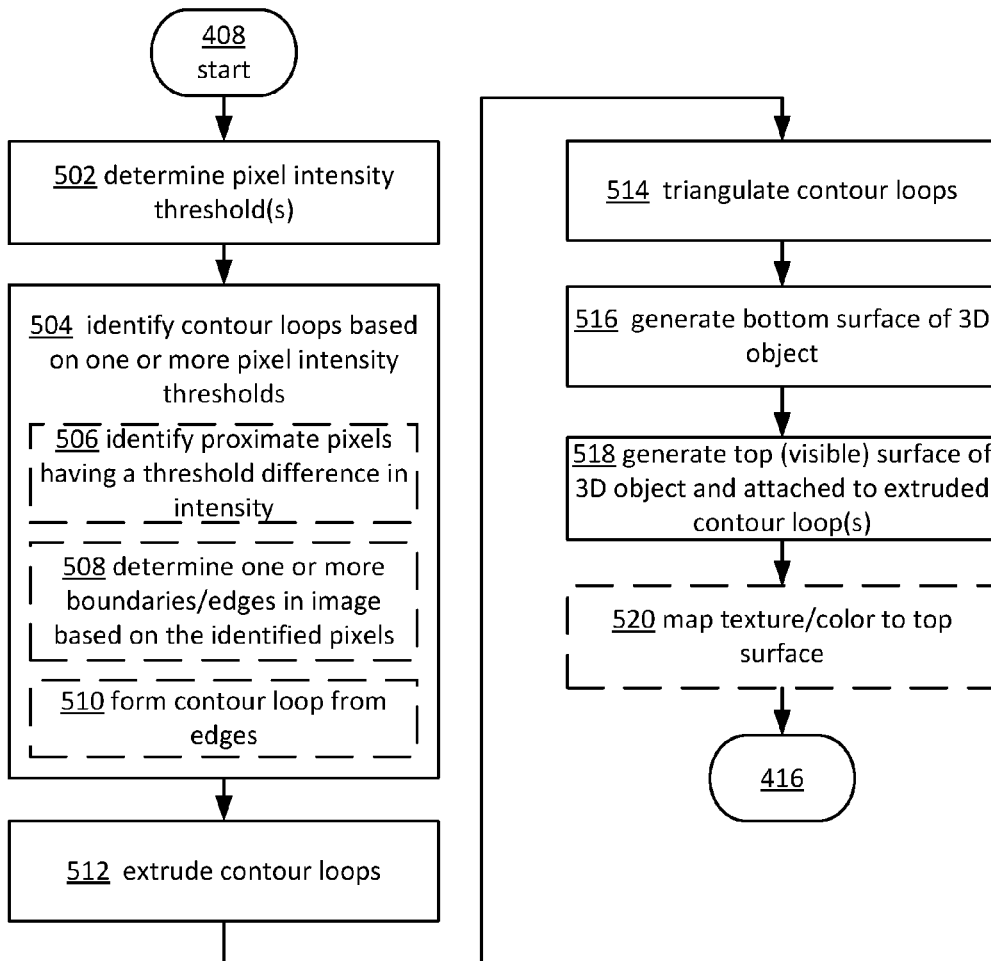 408
start
502 determine pixel intensity
threshold(s)
504 identify contour loops based
on one or more pixel intensity
thresholds
506 identify proximate pixels
having a threshold difference in
intensity
508 determine one or more
boundaries/edges in image
based on the identified pixels
510 form contour loop from
edges
512 extrude contour loops
514 triangulate contour loops
516 generate bottom surface of 3D
object
518 generate top (visible) surface of
3D object and attached to extruded
contour loop(s)
520 map texture/color to top
surface
416